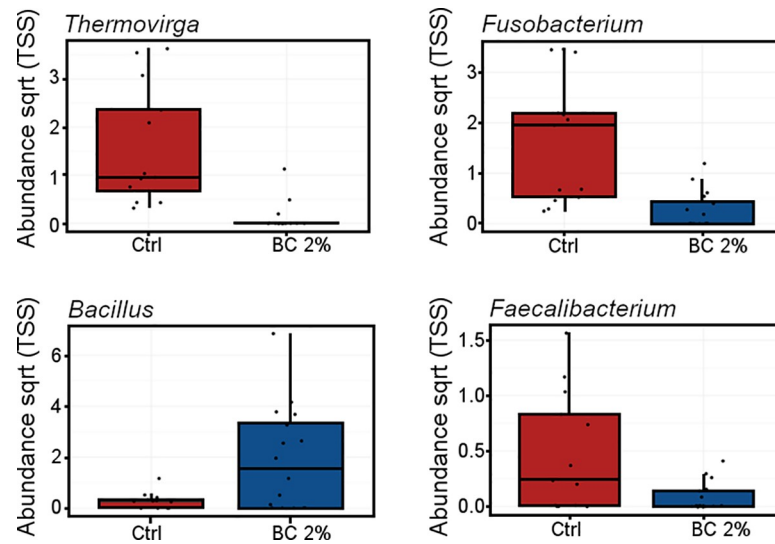 Thermovirga
Abundance sqrt (TSS)
3
2
1
0
Ctrl
BC 2%
Fusobacterium
Abundance sqrt (TSS)
3
2
1
0
Ctrl
BC 2%
Bacillus
Abundance sqrt (TSS)
6
4
2
0
Ctrl
BC 2%
Faecalibacterium
Abundance sqrt (TSS)
1.5
1.0
0.5
0.0
Ctrl
BC 2%